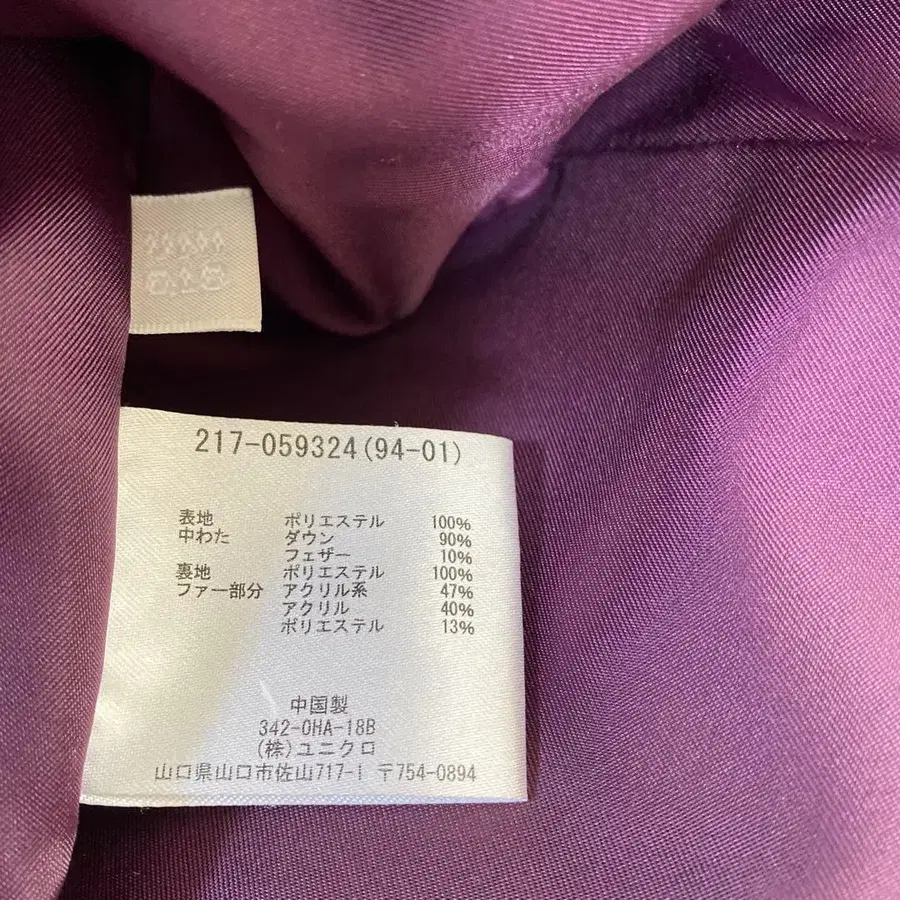 217-059324(94-01)
表地 ポリエステル 100%
中わた ダウン 90%
フェザー 10%
裏地 ポリエステル 100%
ファー部分 アクリル系 47%
アクリル 40%
ポリエステル 13%
中国製
342-OHA-18B
(株)ユニクロ
山口県山口市佐山717-1 〒754-0894